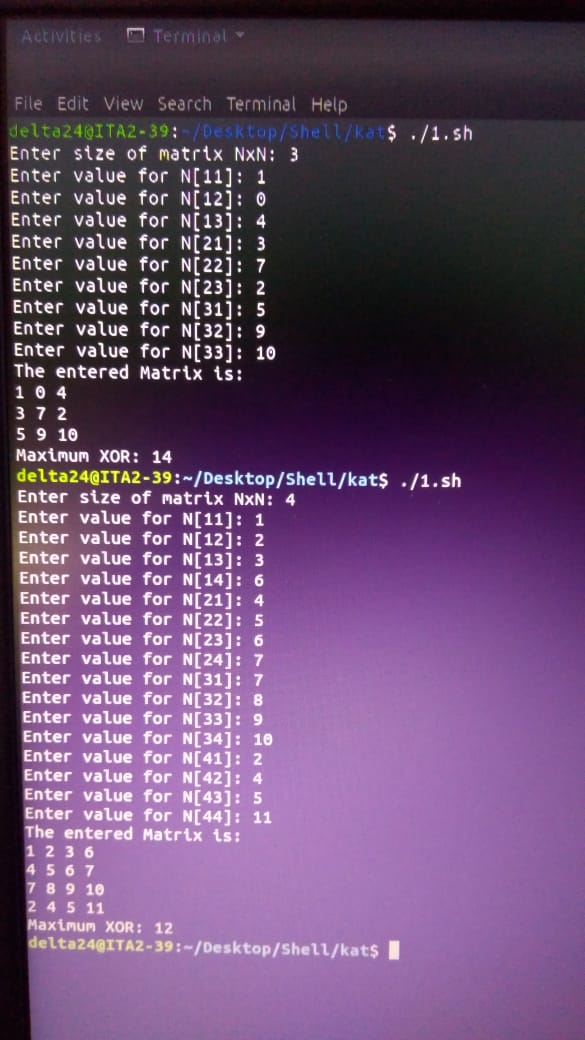 Activities Terminal
File Edit View Search Terminal Help
delta24@ITA2-39:~/Desktop/Shell/kat$ ./1.sh
Enter size of matrix NxN: 3
Enter value for N[11]: 1
Enter value for N[12]: 0
Enter value for N[13]: 4
Enter value for N[21]: 3
Enter value for N[22]: 7
Enter value for N[23]: 2
Enter value for N[31]: 5
Enter value for N[32]: 9
Enter value for N[33]: 10
The entered Matrix is:
1 0 4
3 7 2
5 9 10
Maximum XOR: 14
delta24@ITA2-39:~/Desktop/Shell/kat$ ./1.sh
Enter size of matrix NxN: 4
Enter value for N[11]: 1
Enter value for N[12]: 2
Enter value for N[13]: 3
Enter value for N[14]: 6
Enter value for N[21]: 4
Enter value for N[22]: 5
Enter value for N[23]: 6
Enter value for N[24]: 7
Enter value for N[31]: 7
Enter value for N[32]: 8
Enter value for N[33]: 9
Enter value for N[34]: 10
Enter value for N[41]: 2
Enter value for N[42]: 4
Enter value for N[43]: 5
Enter value for N[44]: 11
The entered Matrix is:
1 2 3 6
4 5 6 7
7 8 9 10
2 4 5 11
Maximum XOR: 12
delta24@ITA2-39:~/Desktop/Shell/kat$